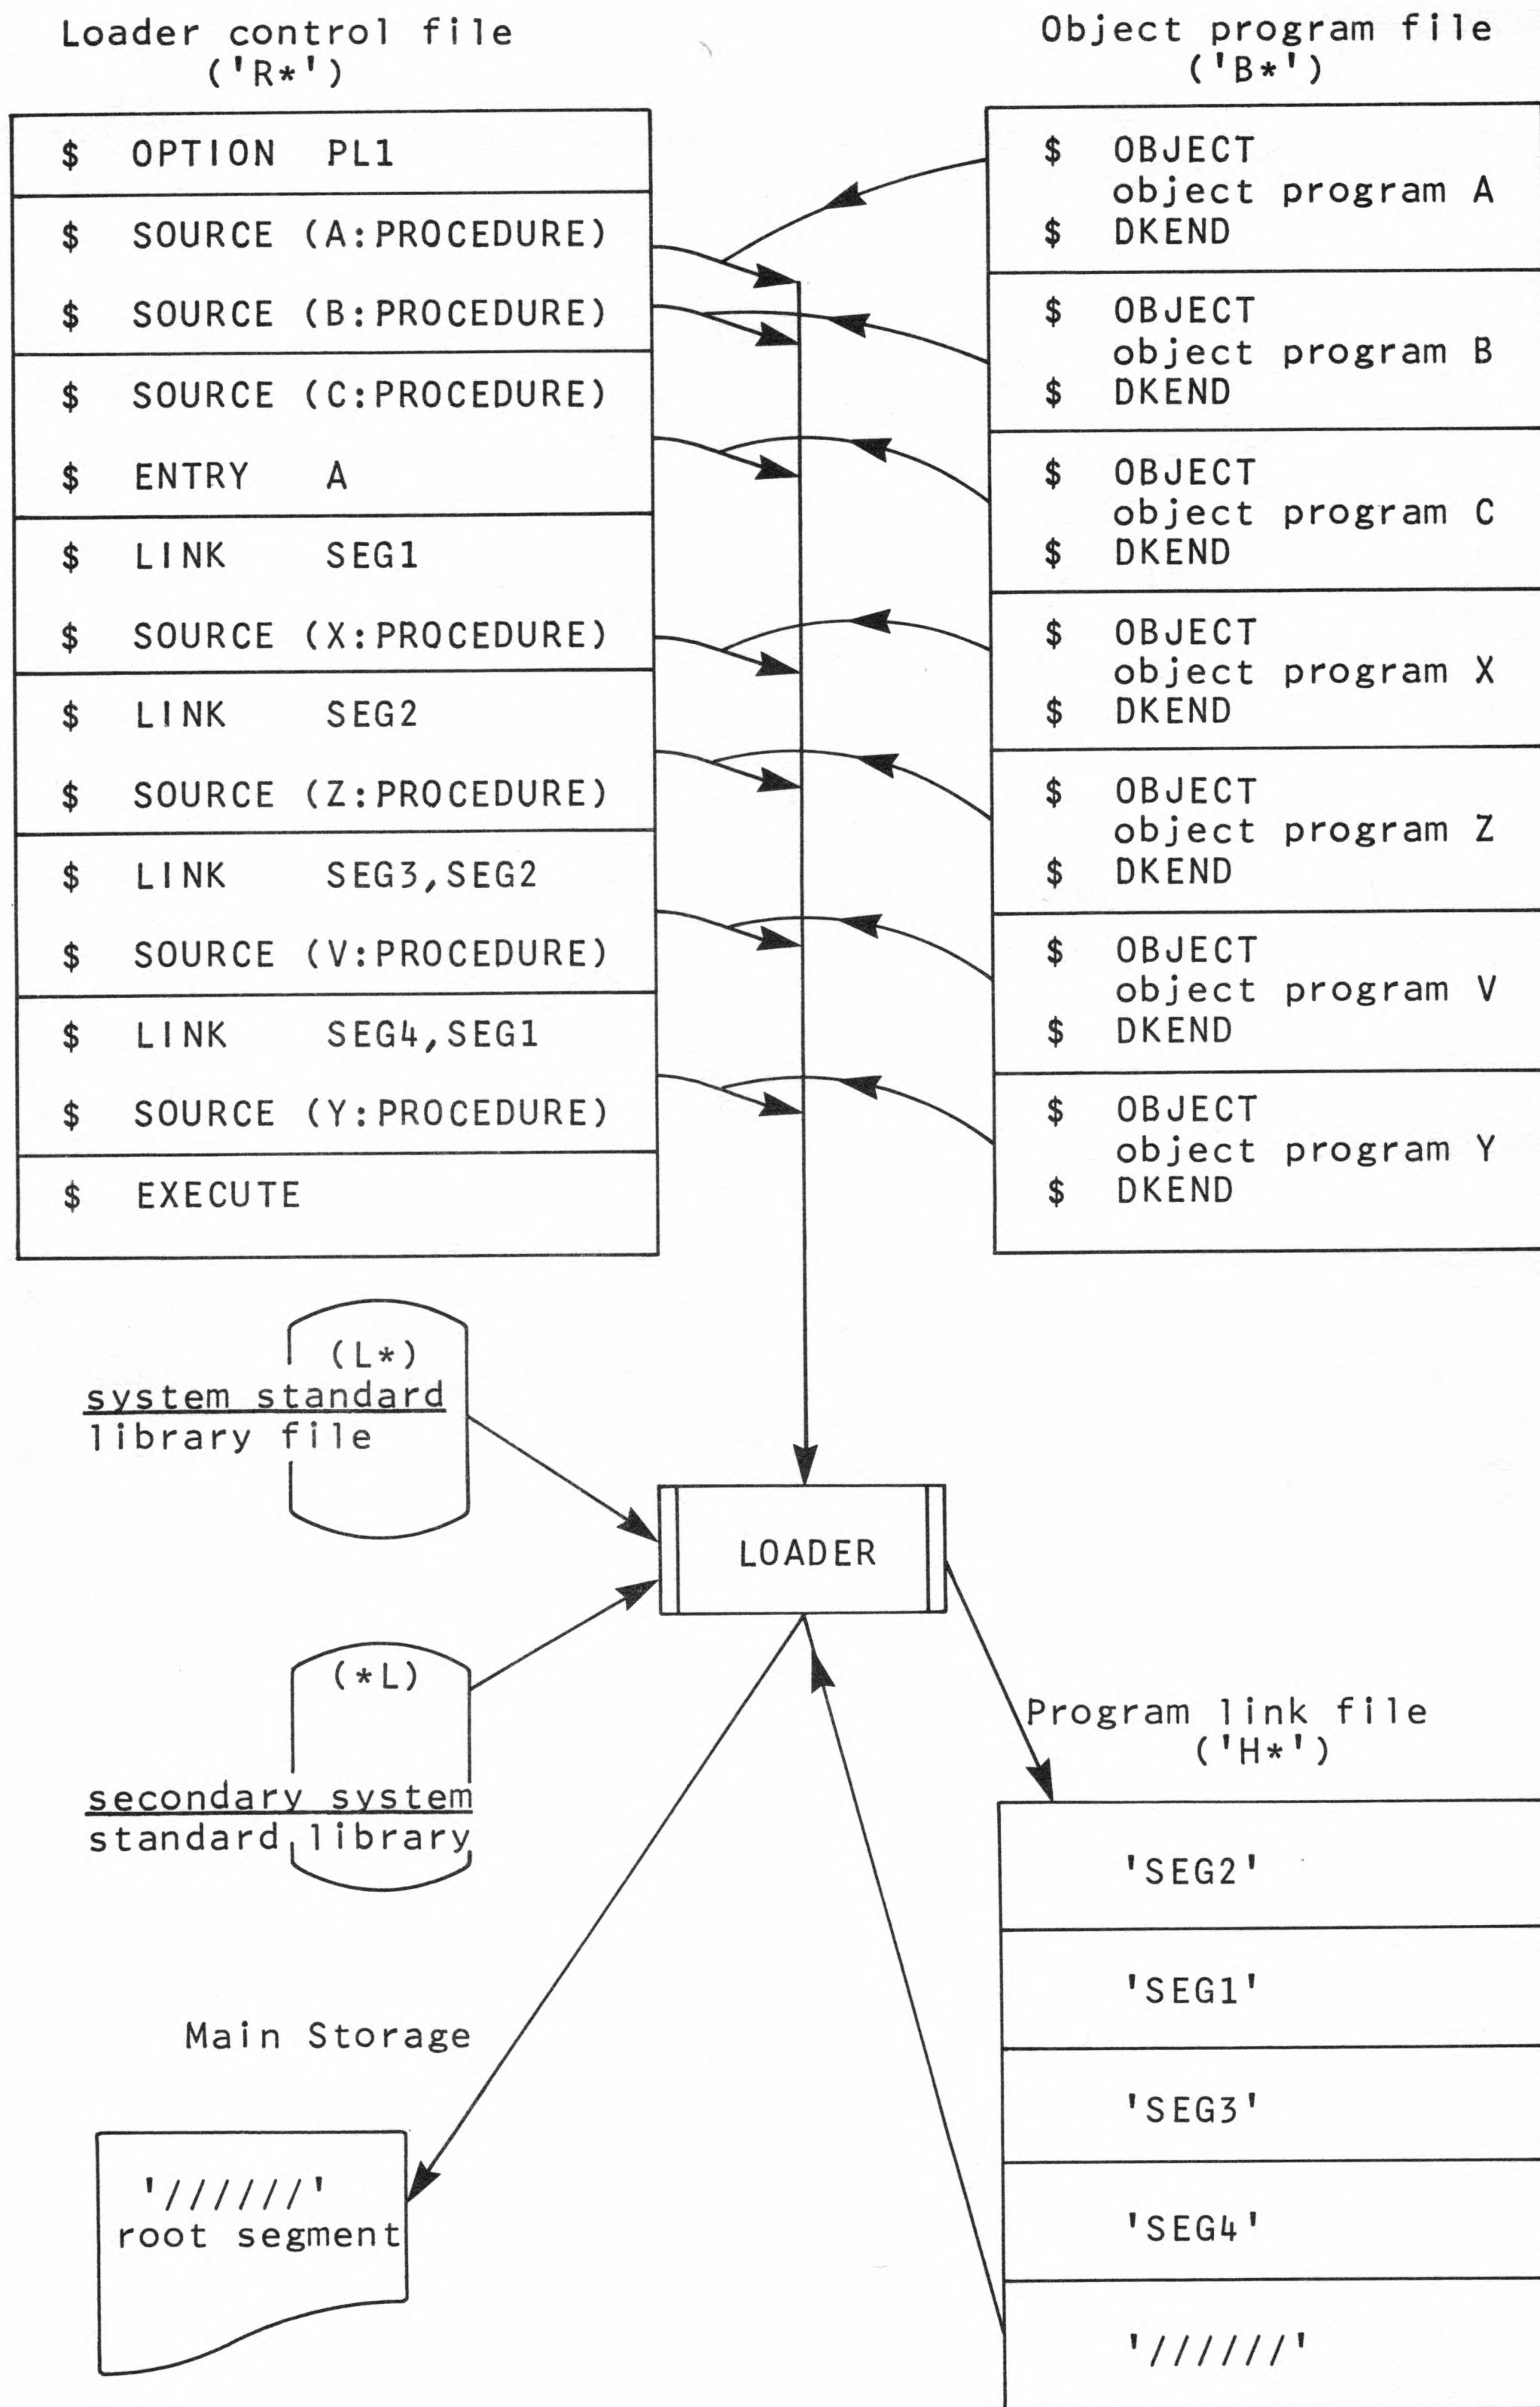 Loader control file
('R*')
$ OPTION PL1
$ SOURCE (A:PROCEDURE)
$ SOURCE (B:PROCEDURE)
$ SOURCE (C:PROCEDURE)
$ ENTRY A
$ LINK SEG1
$ SOURCE (X:PROCEDURE)
$ LINK SEG2
$ SOURCE (Z:PROCEDURE)
$ LINK SEG3,SEG2
$ SOURCE (V:PROCEDURE)
$ LINK SEG4,SEG1
$ SOURCE (Y:PROCEDURE)
$ EXECUTE
Object program file
('B*')
$ OBJECT
object program A
$ DKEND
$ OBJECT
object program B
$ DKEND
$ OBJECT
object program C
$ DKEND
$ OBJECT
object program X
$ DKEND
$ OBJECT
object program Z
$ DKEND
$ OBJECT
object program V
$ DKEND
$ OBJECT
object program Y
$ DKEND
(L*)
system standard
library file
LOADER
(*L)
secondary system
standard library
Program link file
('H*')
'SEG2'
'SEG1'
'SEG3'
'SEG4'
'//////'
Main Storage
'//////'
root segment